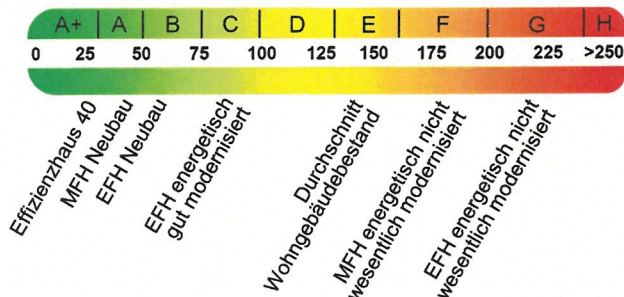 A+ A B C D E F G H
0 25 50 75 100 125 150 175 200 225 >250
Effizienzhaus 40
MFH Neubau
EFH Neubau
EFH energetisch
gut modernisiert
Durchschnitt
Wohngebäudebestand
MFH energetisch nicht
wesentlich modernisiert
EFH energetisch nicht
wesentlich modernisiert